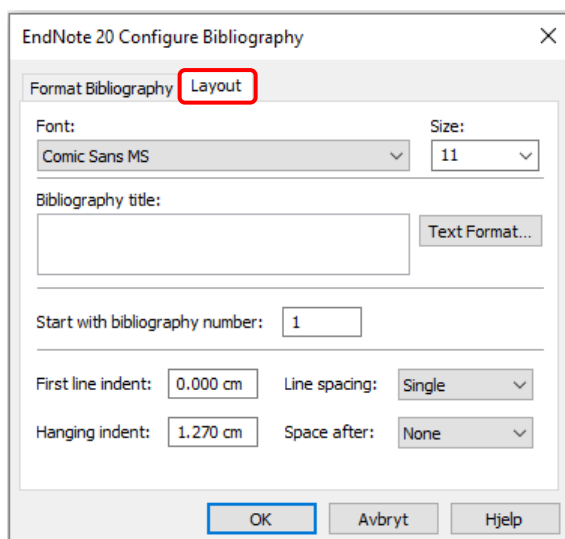 EndNote 20 Configure Bibliography
Format Bibliography Layout
Font: Size:
Comic Sans MS 11
Bibliography title:
Text Format...
Start with bibliography number: 1
First line indent: 0.000 cm Line spacing: Single
Hanging indent: 1.270 cm Space after: None
OK Avbryt Hjelp